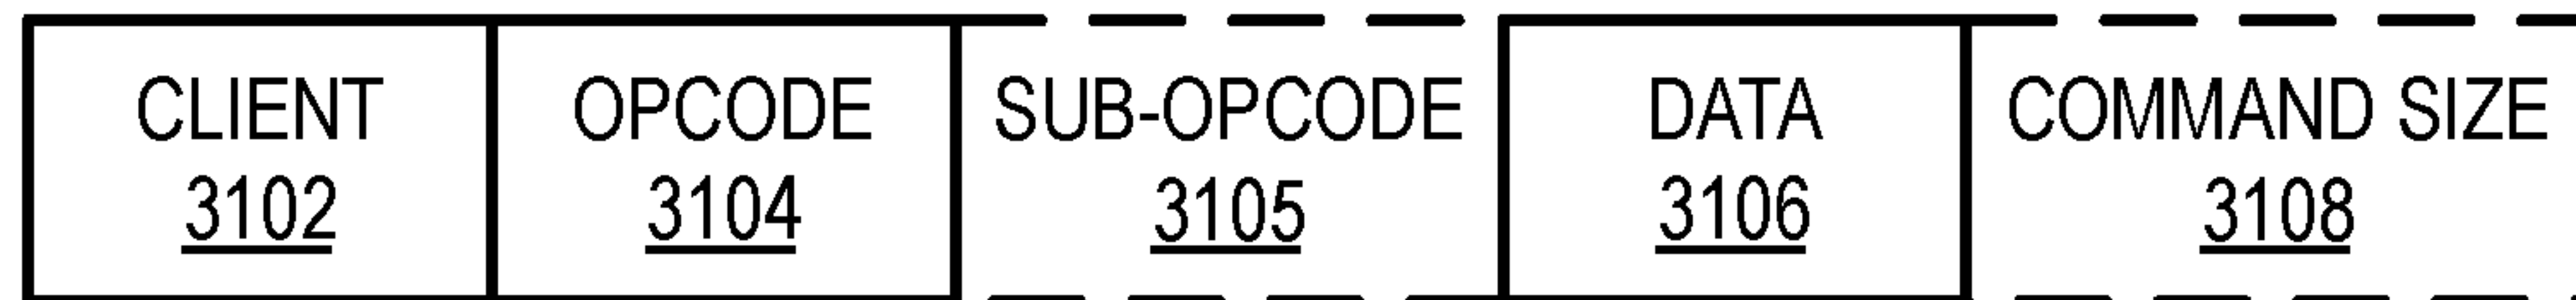 CLIENT
3102
OPCODE
3104
SUB-OPCODE
3105
DATA
3106
COMMAND SIZE
3108